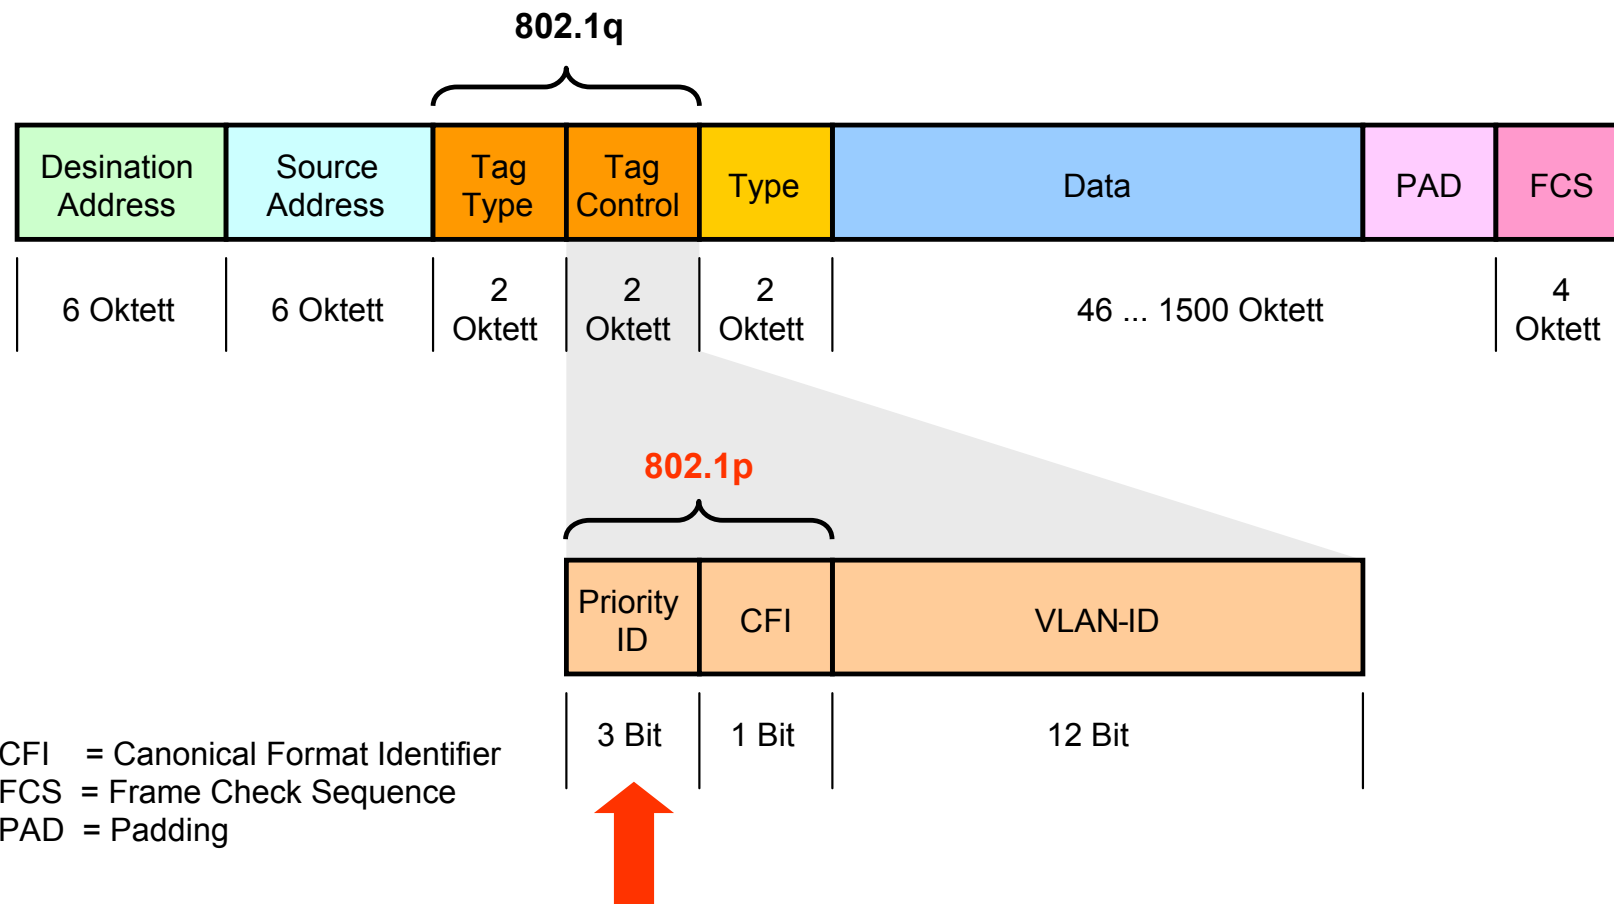 802.1q
Desination
Address
Source
Address
Tag
Type
Tag
Control
Type
Data
PAD
FCS
6 Oktett
6 Oktett
2
Oktett
2
Oktett
2
Oktett
46 ... 1500 Oktett
4
Oktett
802.1p
Priority
ID
CFI
VLAN-ID
3 Bit
1 Bit
12 Bit
CFI = Canonical Format Identifier
FCS = Frame Check Sequence
PAD = Padding